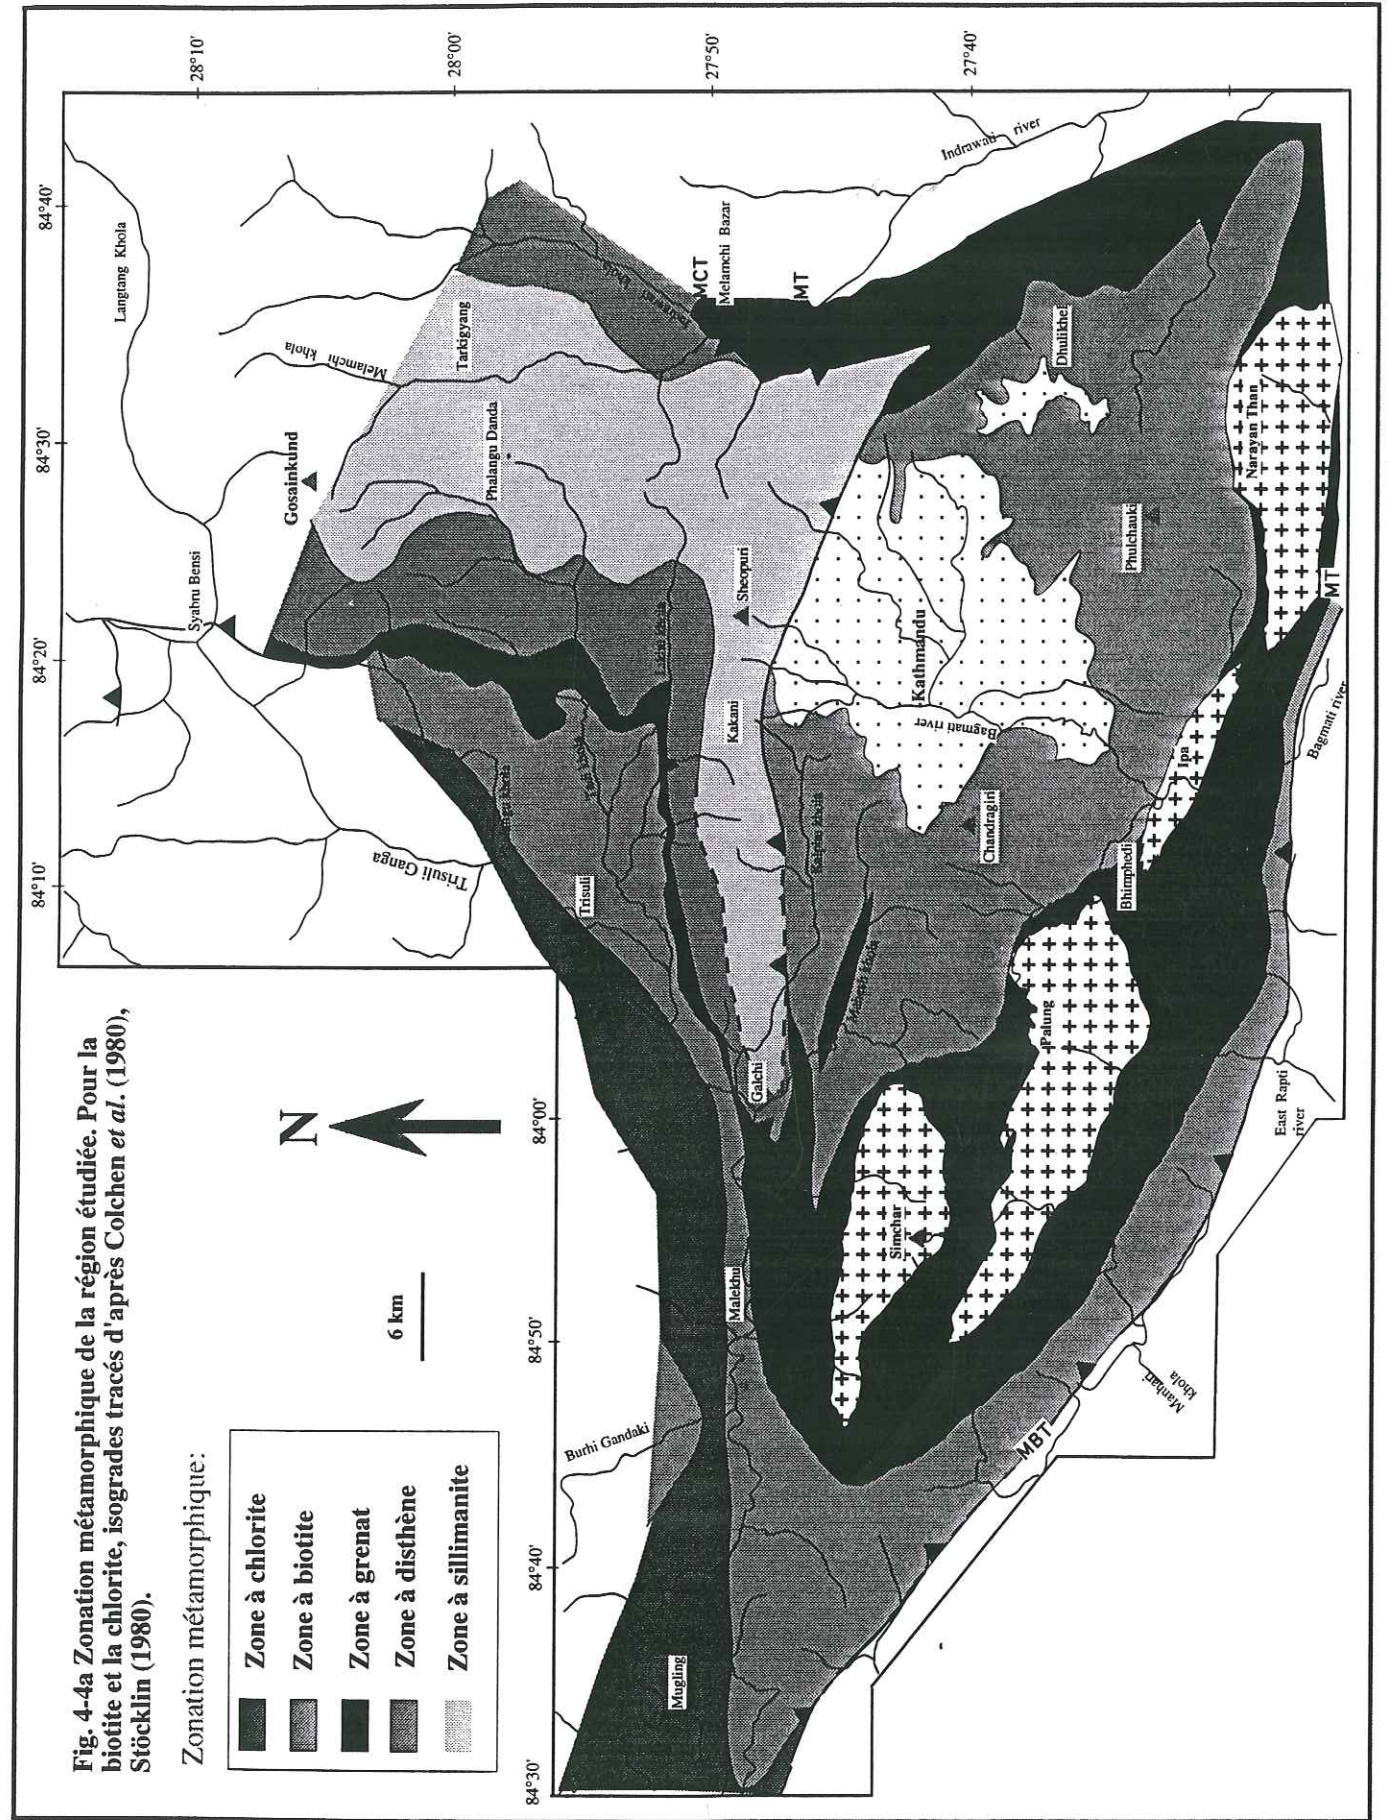 Fig. 4-4a Zonation métamorphique de la région étudiée. Pour la
biotite et la chlorite, isogrades tracés d'après Colchen et al. (1980),
Stöcklin (1980).
Zonation métamorphique:
Zone à chlorite
Zone à biotite
Zone à grenat
Zone à disthène
Zone à sillimanite
N
6 km
84°30'
84°40'
84°50'
84°00'
84°10'
84°20'
84°30'
84°40'
28°10'
28°00'
27°50'
27°40'
Langtang Khola
Syabru Bensi
Gosainkund
Melamchi khola
Tarkigyang
Phalangu Danda
Trisuli Ganga
Trisuli
Likhu khola
Indrawati khola
MCT
Melamchi Bazar
MT
Indrawati river
Sheopuri
Kakani
Galchi
Kathmandu
Bagmati river
Dhulikhel
Phulchauki
Narayan Than
MT
Chandragiri
Bhimphedi
Ipa
Bagmati river
Palung
Simchar
Malekhu
Burhi Gandaki
Mugling
MBT
Manhari
khola
East Rapti
river